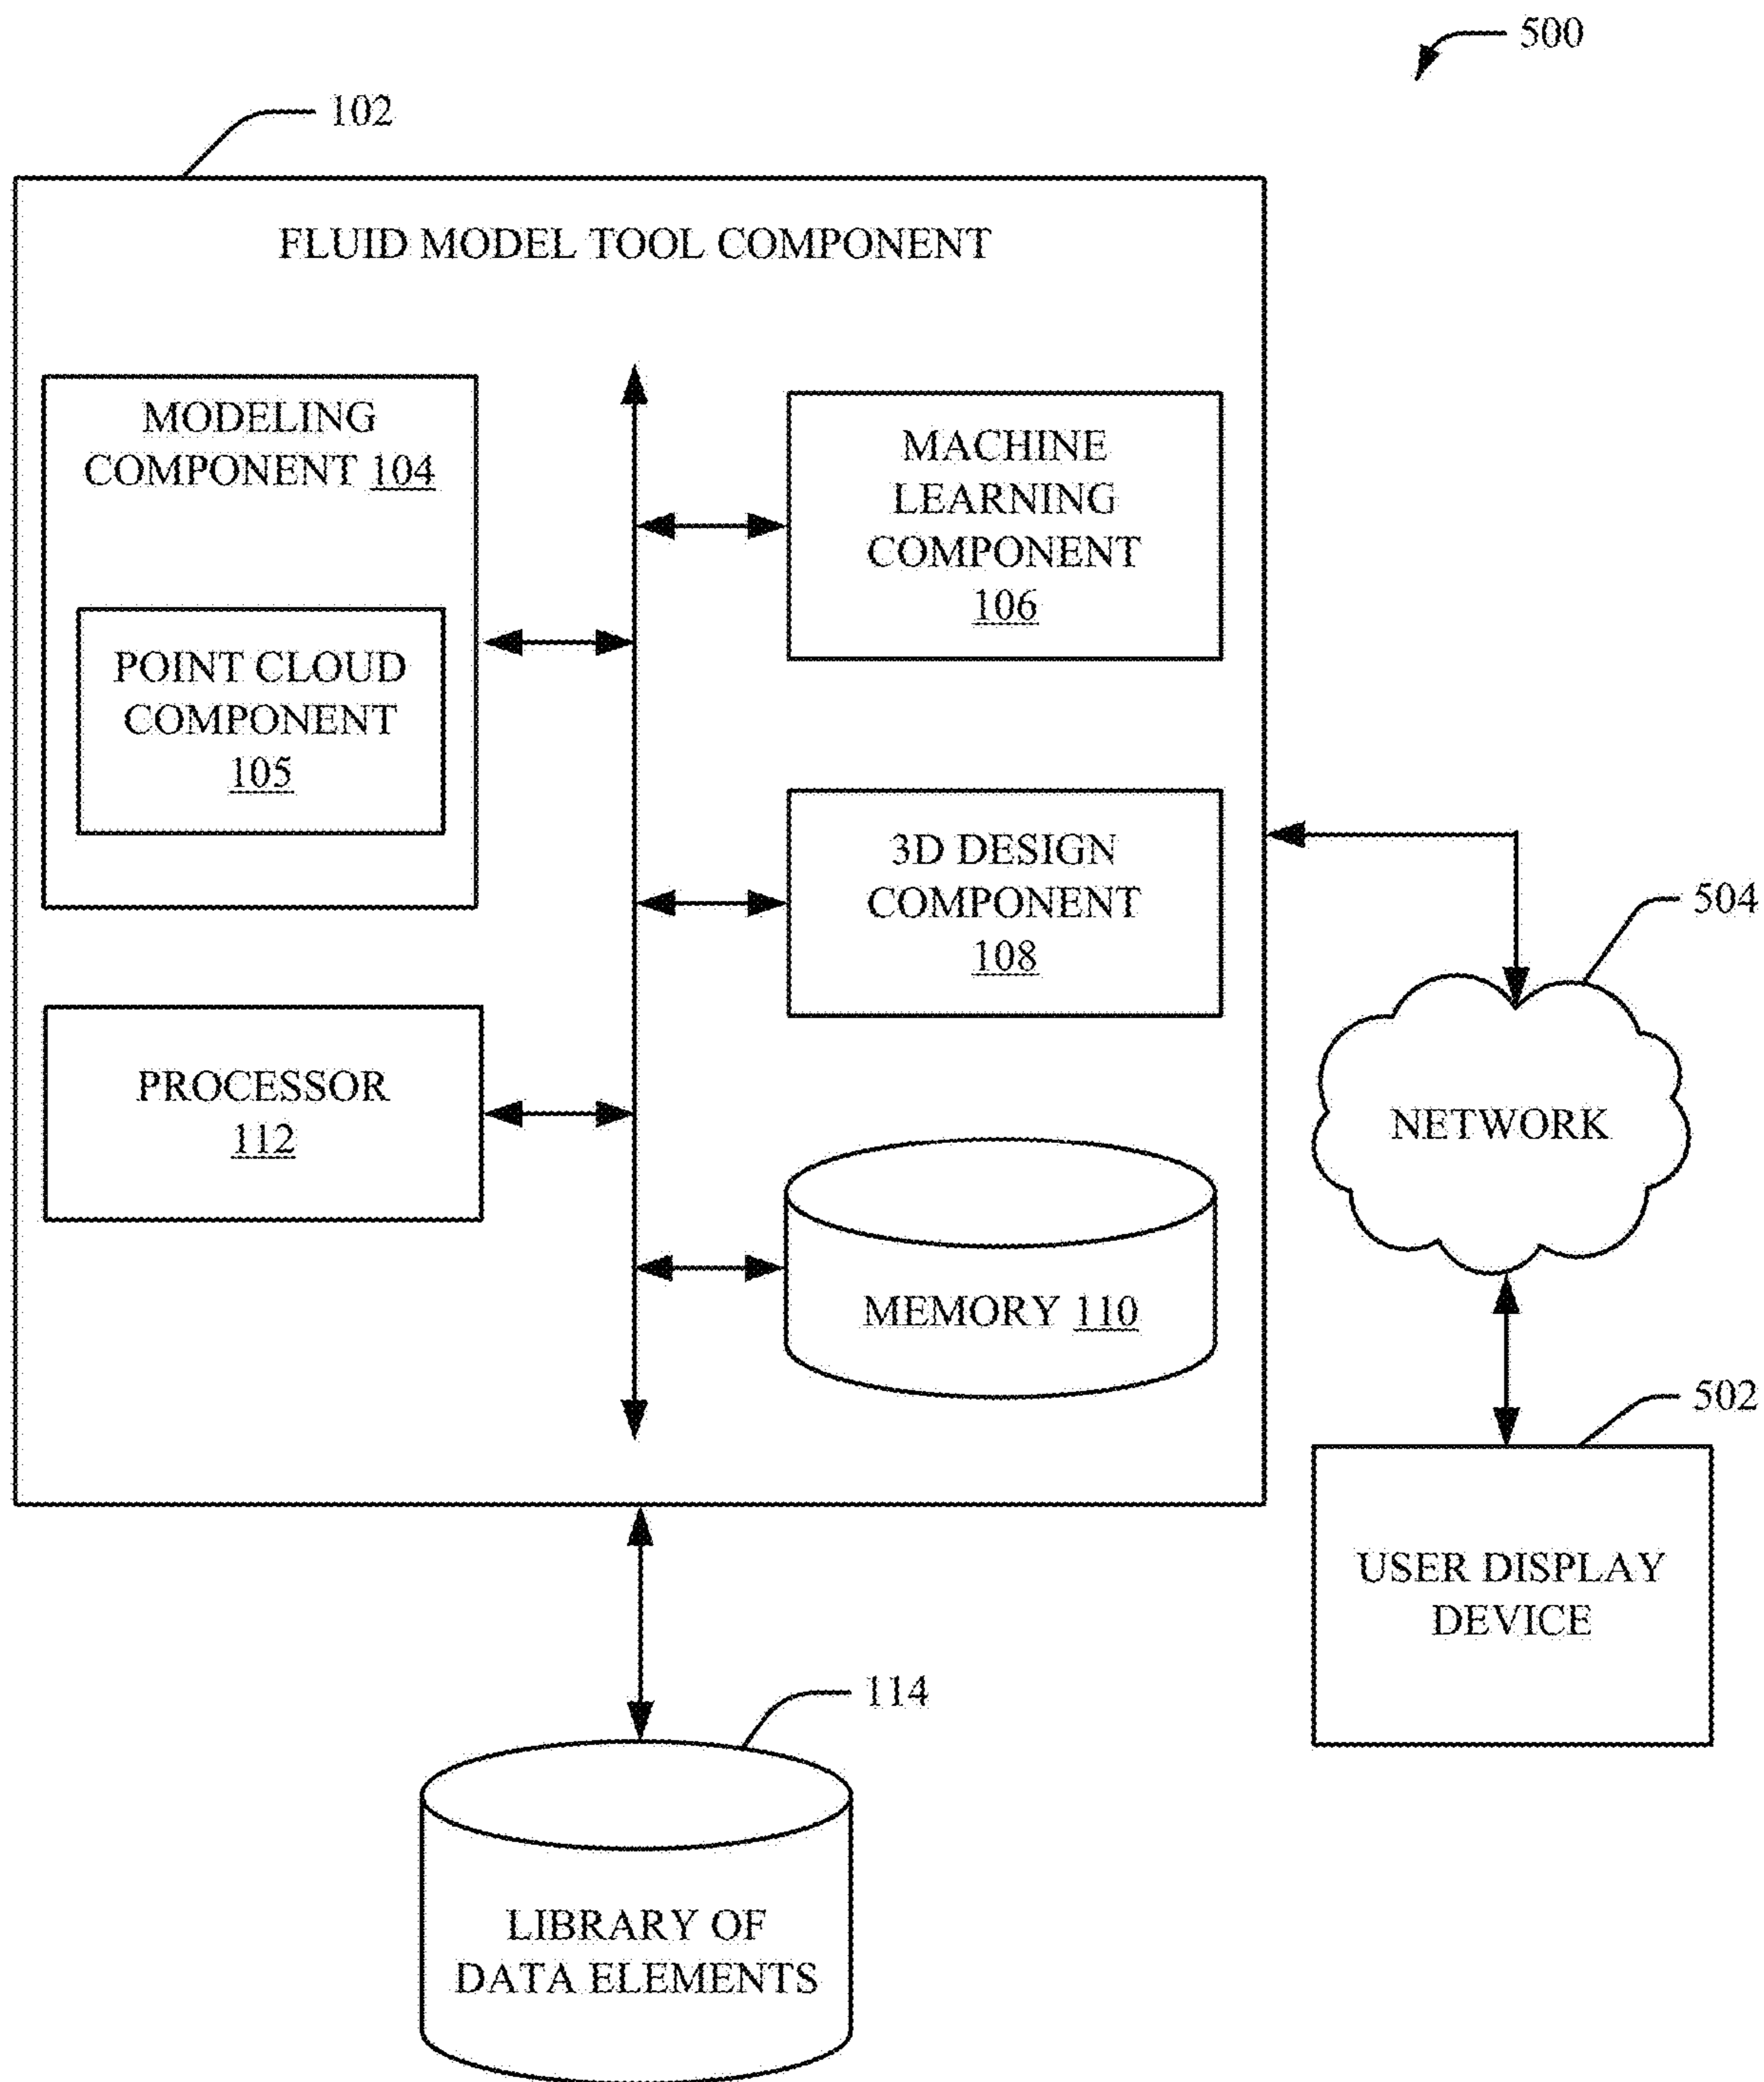 500
102
FLUID MODEL TOOL COMPONENT
MODELING
COMPONENT 104
POINT CLOUD
COMPONENT
105
MACHINE
LEARNING
COMPONENT
106
3D DESIGN
COMPONENT
108
PROCESSOR
112
MEMORY 110
504
NETWORK
502
USER DISPLAY
DEVICE
114
LIBRARY OF
DATA ELEMENTS